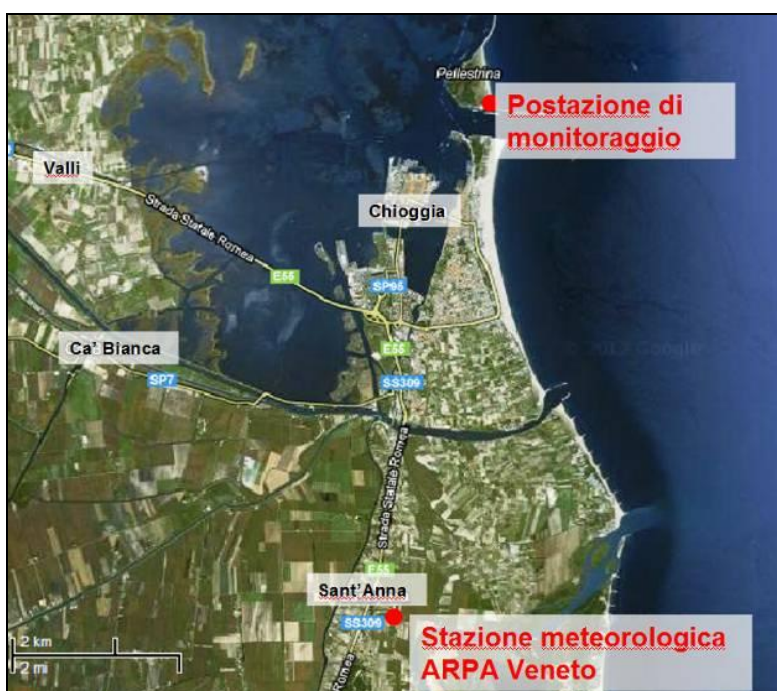 Pellestrina
Postazione di
monitoraggio
Valli
Strada Statale Romea
Chioggia
E55
SP95
Ca' Bianca
E55
SP7
SS309
Strada Statale Romea
E55
Sant'Anna
SS309
Stazione meteorologica
ARPA Veneto
Romea
2 km
2 mi